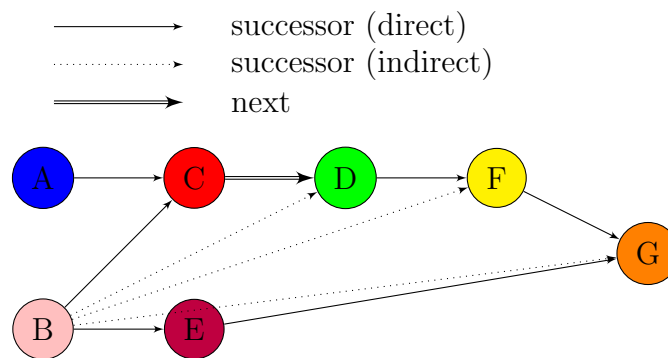 successor (direct)
successor (indirect)
next
A
C
D
F
G
B
E